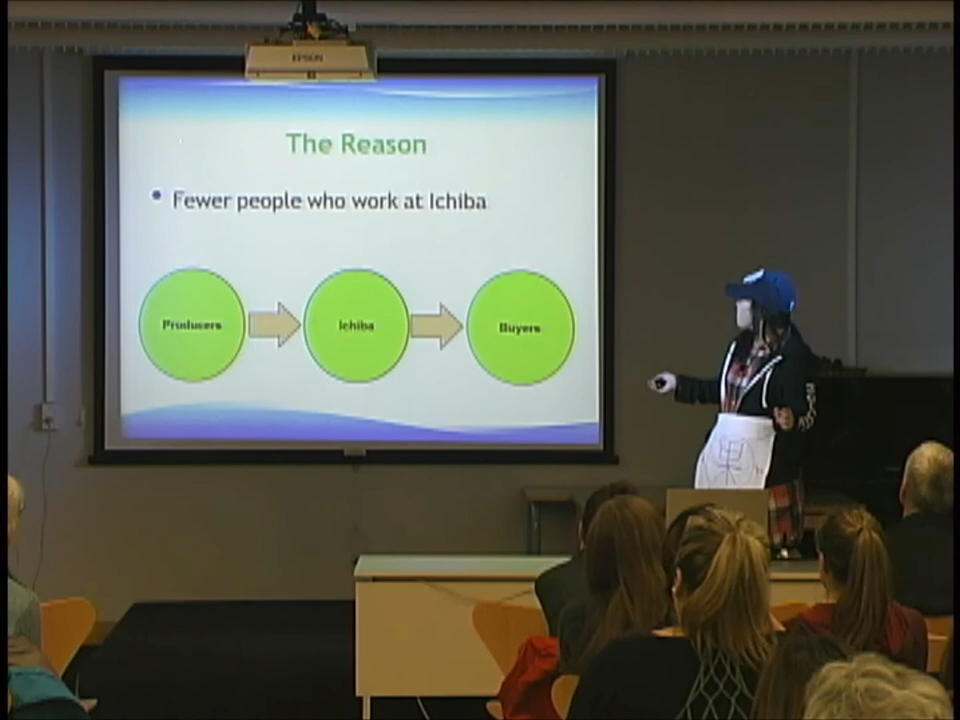 EPSON
The Reason
• Fewer people who work at Ichiba
Producers
Ichiba
Buyers